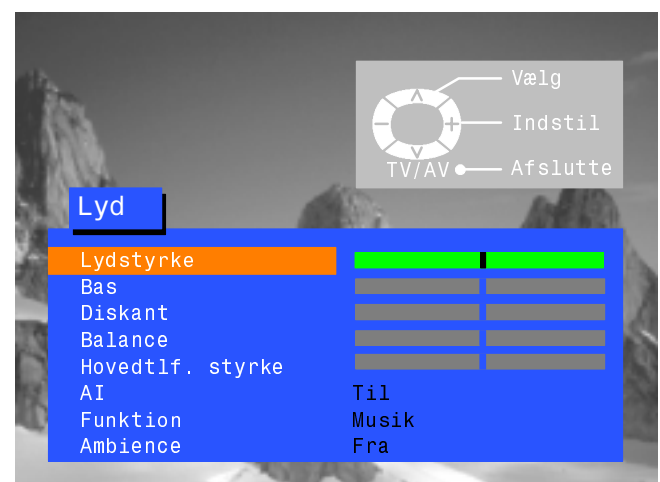 Vælg
Indstil
TV/AV Afslutte
Lyd
Lydstyrke
Bas
Diskant
Balance
Hovedtlf. styrke
AI Til
Funktion Musik
Ambience Fra